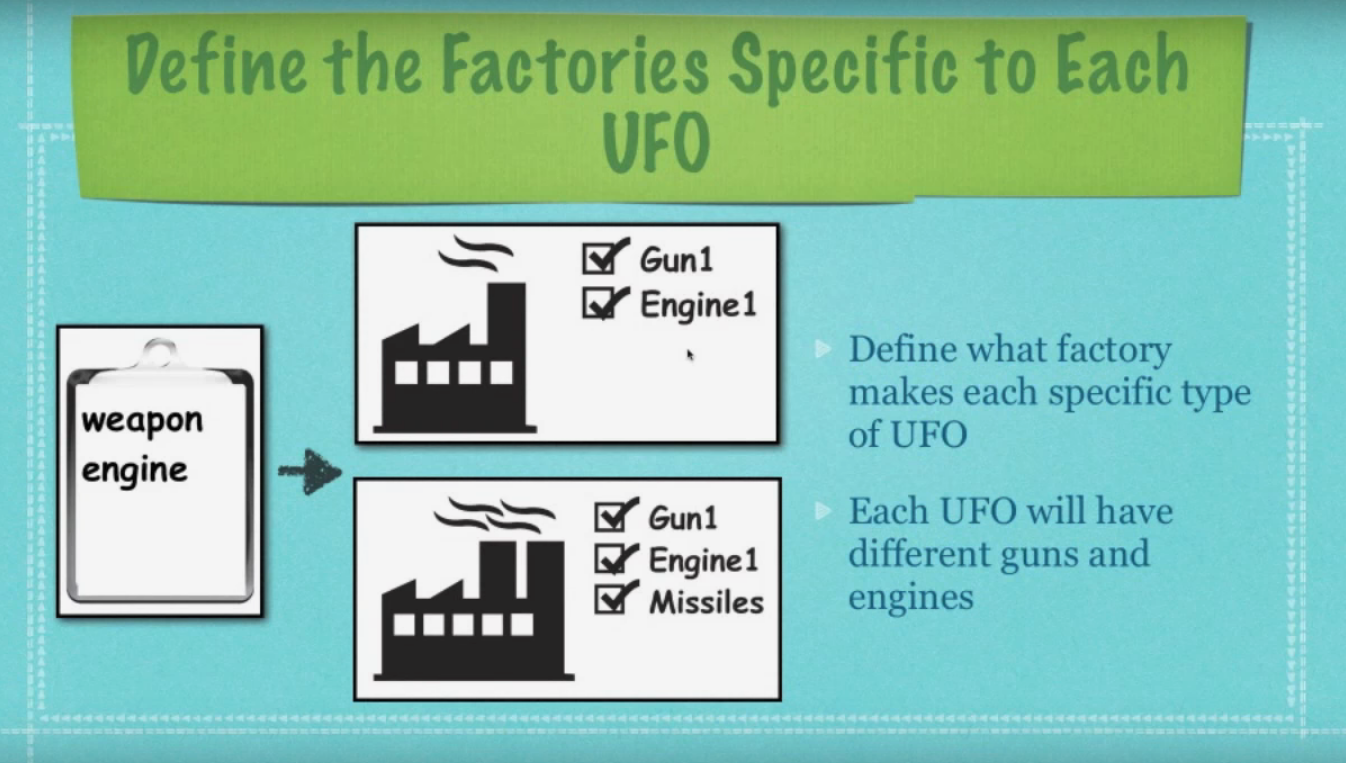 Define the Factories Specific to Each
UFO
weapon
engine
Gun1
Engine1
Gun1
Engine1
Missiles
Define what factory
makes each specific type
of UFO
Each UFO will have
different guns and
engines